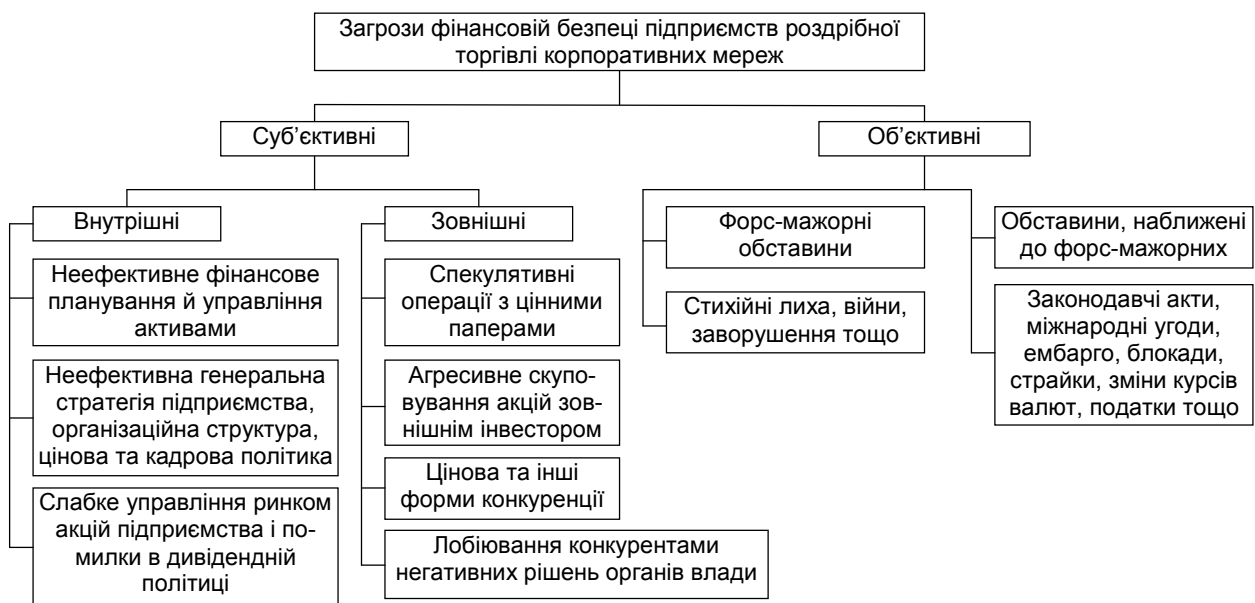 Загрози фінансовій безпеці підприємств роздрібної
торгівлі корпоративних мереж
Суб’єктивні
Об’єктивні
Внутрішні
Неефективне фінансове
планування й управління
активами
Неефективна генеральна
стратегія підприємства,
організаційна структура,
цінова та кадрова політика
Слабке управління ринком
акцій підприємства і по-
милки в дивідендній
політиці
Зовнішні
Спекулятивні
операції з цінними
паперами
Агресивне скупо-
вування акцій зов-
нішнім інвестором
Цінова та інші
форми конкуренції
Лобіювання конкурентами
негативних рішень органів влади
Форс-мажорні
обставини
Стихійні лиха, війни,
заворушення тощо
Обставини, наближені
до форс-мажорних
Законодавчі акти,
міжнародні угоди,
ембарго, блокади,
страйки, зміни курсів
валют, податки тощо